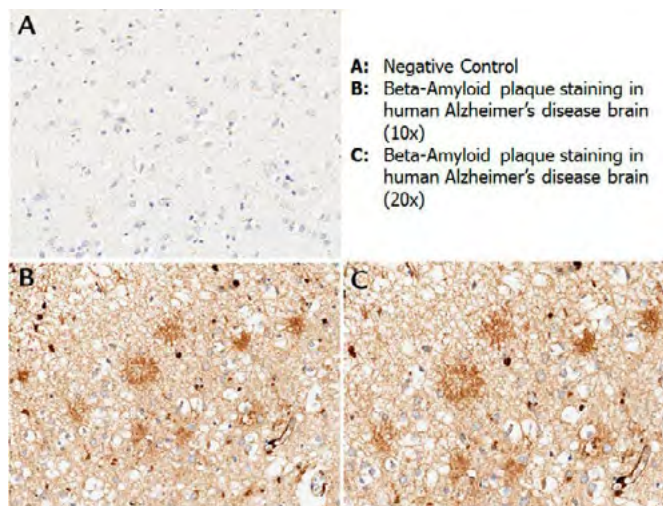 A
A: Negative Control
B: Beta-Amyloid plaque staining in
human Alzheimer's disease brain
(10x)
C: Beta-Amyloid plaque staining in
human Alzheimer's disease brain
(20x)
B
C